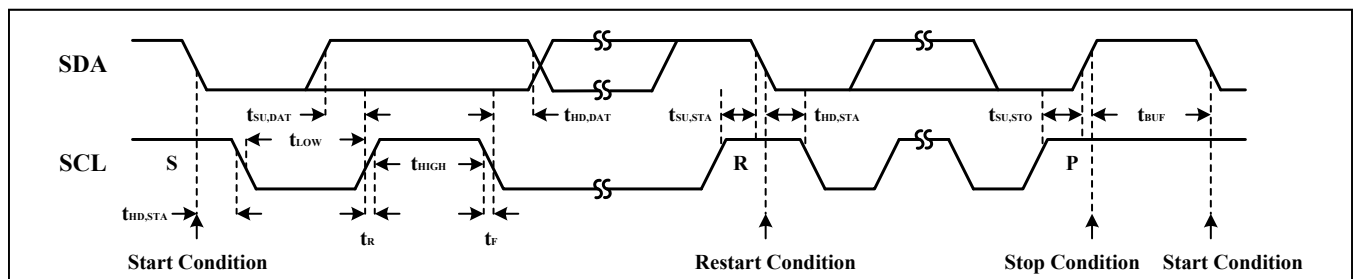 SDA
tSU,DAT
tHD,DAT
tSU,STA
tHD,STA
tSU,STO
tBUF
tLOW
SCL
S
tHIGH
R
P
tHD,STA
tR
tF
Start Condition
Restart Condition
Stop Condition
Start Condition